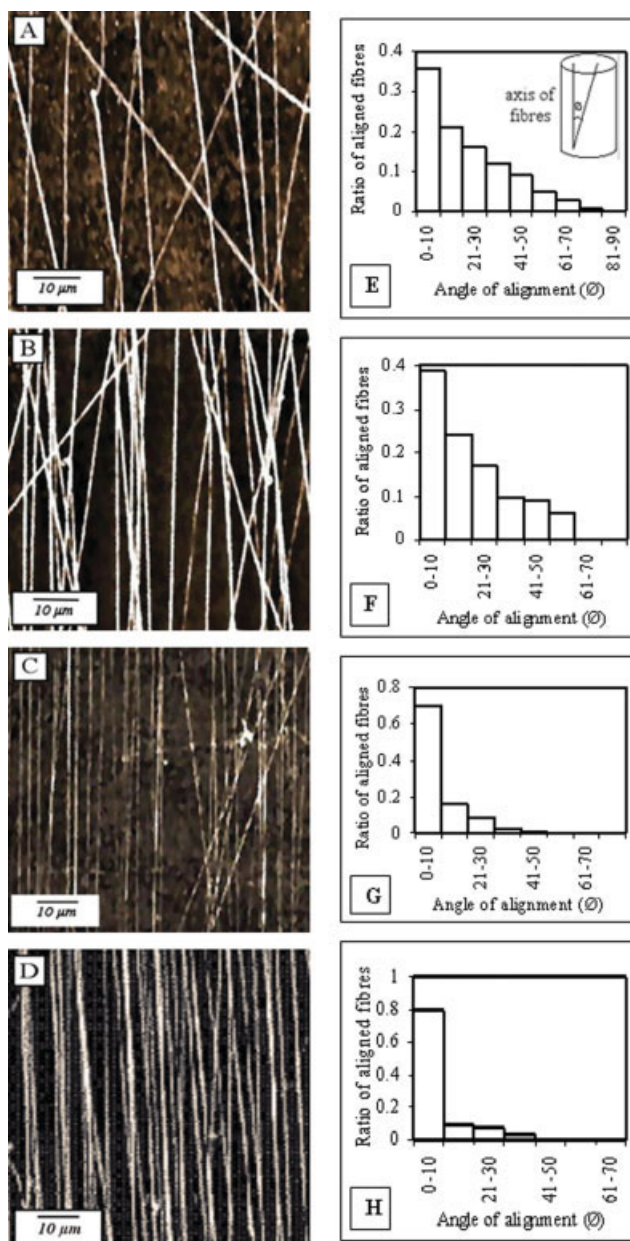 A
10 µm
0.4
0.3
0.2
0.1
0
Ratio of aligned fibres
axis of
fibres
0-10
21-30
41-50
61-70
81-90
E
Angle of alignment (Ø)
B
10 µm
0.4
0.3
0.2
0.1
0
Ratio of aligned fibres
0-10
21-30
41-50
61-70
F
Angle of alignment (Ø)
C
10 µm
0.8
0.6
0.4
0.2
0
Ratio of aligned fibres
0-10
21-30
41-50
61-70
G
Angle of alignment (Ø)
D
10 µm
1
0.8
0.6
0.4
0.2
0
Ratio of aligned fibres
0-10
21-30
41-50
61-70
H
Angle of alignment (Ø)